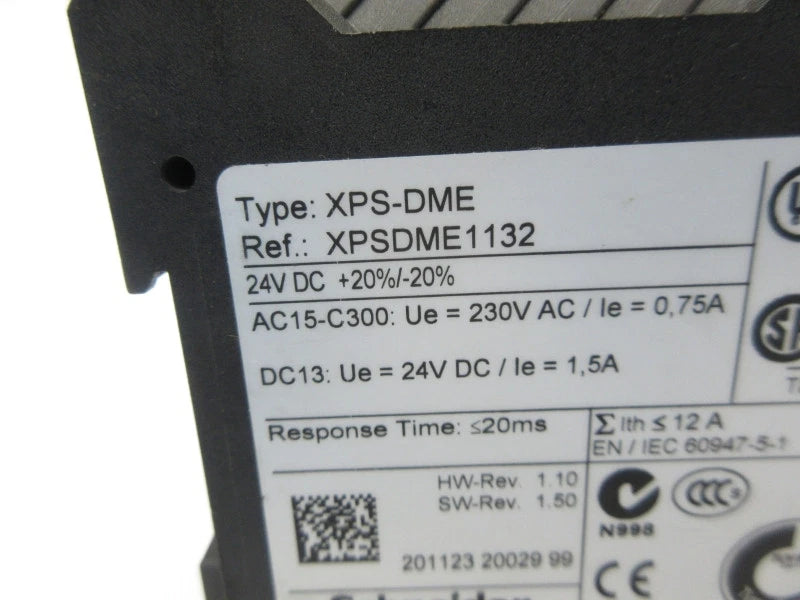 Type: XPS-DME
Ref.: XPSDME1132
24V DC +20%/-20%
AC15-C300: Ue = 230V AC / Ie = 0,75A
DC13: Ue = 24V DC / Ie = 1,5A
Response Time: ≤20ms
∑ Ith ≤ 12 A
EN / IEC 60947-5-1
HW-Rev. 1.10
SW-Rev. 1.50
201123 20029 99
N998
CCC
CE
Schneider